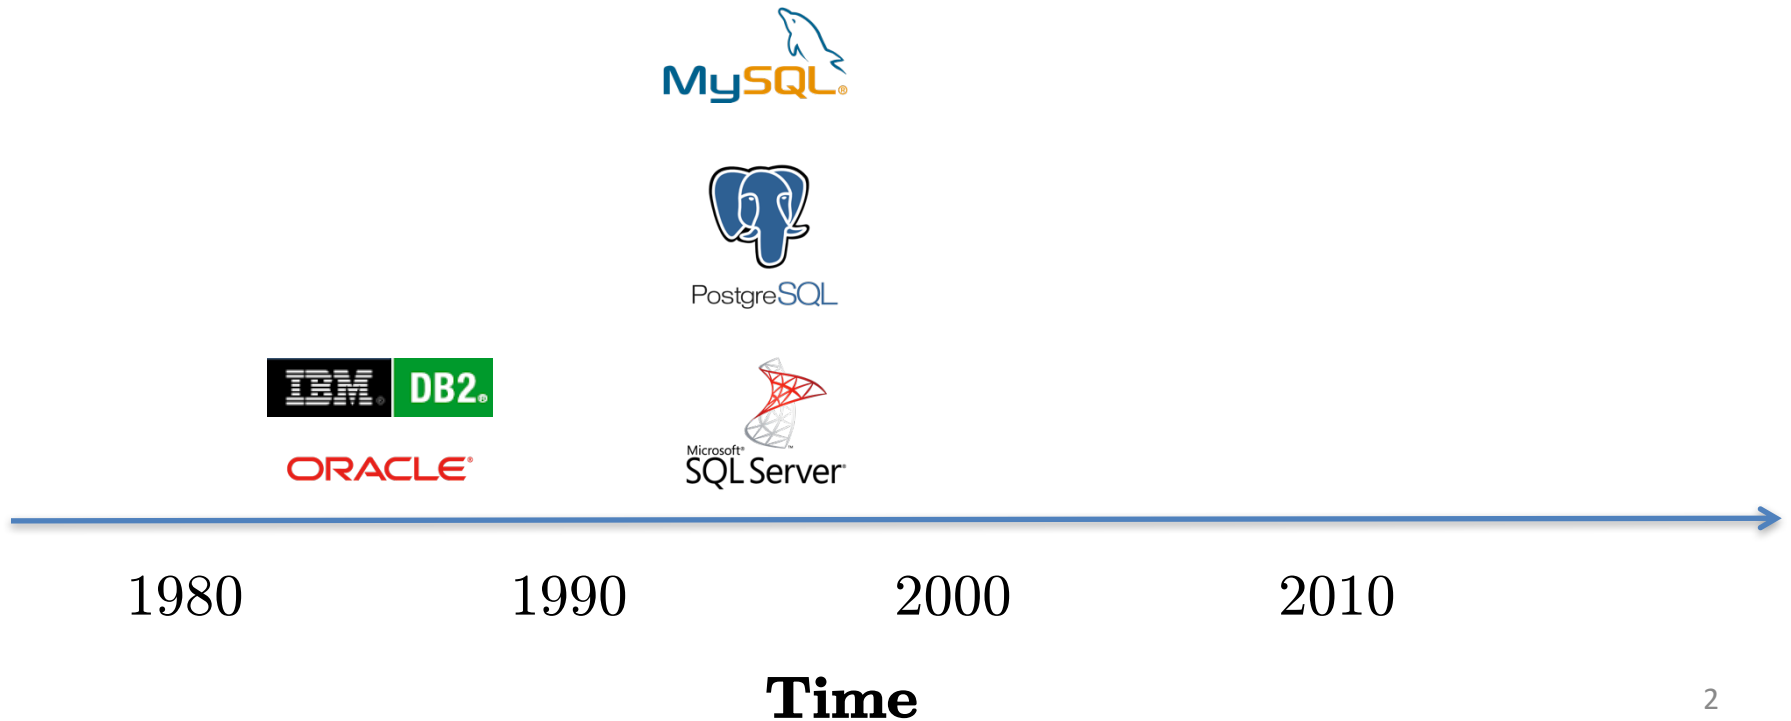 MySQL®
PostgreSQL
IBM® DB2®
Microsoft®
SQL Server®
ORACLE®
1980 1990 2000 2010
Time
2